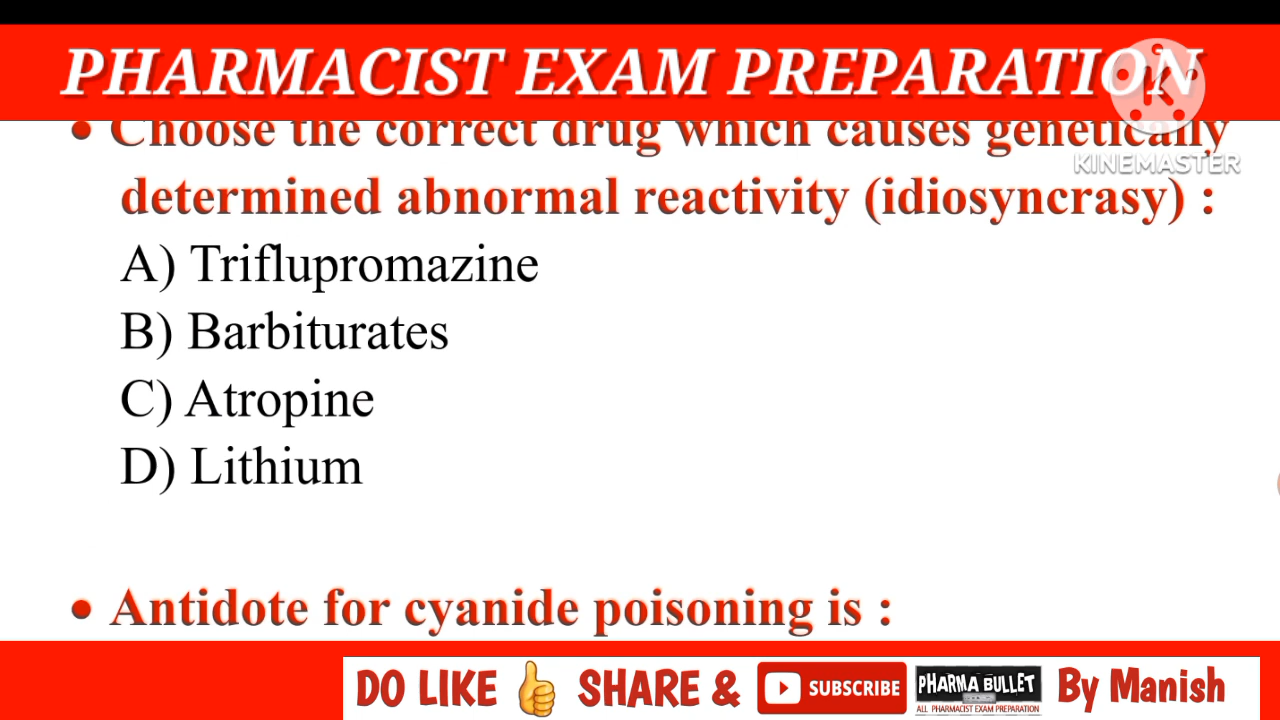 PHARMACIST EXAM PREPARATION
KINEMASTER
• Choose the correct drug which causes genetically
determined abnormal reactivity (idiosyncrasy) :
A) Triflupromazine
B) Barbiturates
C) Atropine
D) Lithium
• Antidote for cyanide poisoning is :
DO LIKE 👍 SHARE & SUBSCRIBE PHARMA BULLET By Manish
ALL PHARMACIST EXAM PREPARATION